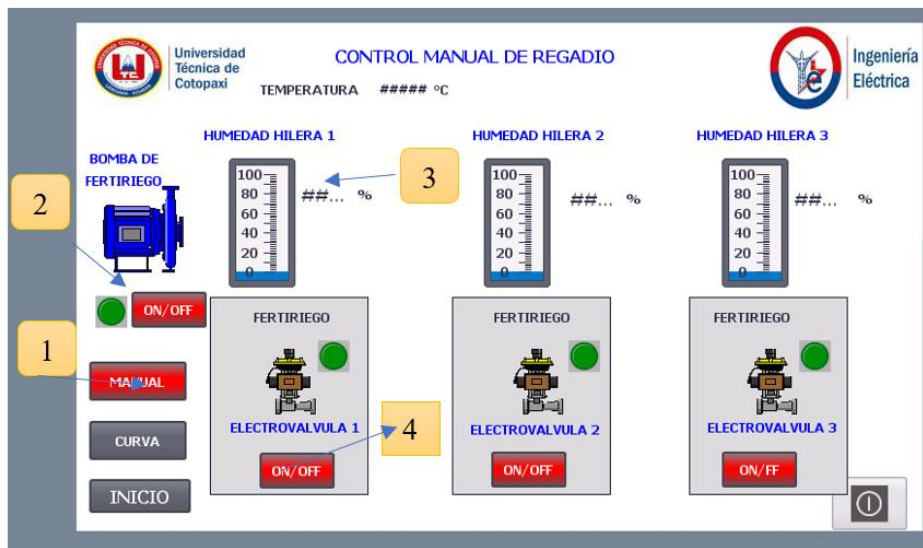 Universidad
Técnica de
Cotopaxi
CONTROL MANUAL DE REGADIO
Ingeniería
Eléctrica
TEMPERATURA ##### °C
HUMEDAD HILERA 1
HUMEDAD HILERA 2
HUMEDAD HILERA 3
BOMBA DE
FERTIRIEGO
2
100
80
60
40
20
0
##... %
3
100
80
60
40
20
0
##... %
100
80
60
40
20
0
##... %
ON/OFF
1
MANUAL
CURVA
INICIO
FERTIRIEGO
ELECTROVALVULA 1
4
ON/OFF
FERTIRIEGO
ELECTROVALVULA 2
ON/OFF
FERTIRIEGO
ELECTROVALVULA 3
ON/FF